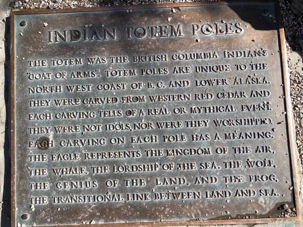 INDIAN TOTEM POLES
THE TOTEM WAS THE BRITISH COLUMBIA INDIANS'
"COAT OF ARMS". TOTEM POLES ARE UNIQUE TO THE
NORTH WEST COAST OF B.C. AND LOWER ALASKA.
THEY WERE CARVED FROM WESTERN RED CEDAR AND
EACH CARVING TELLS OF A REAL OR MYTHICAL EVENT.
THEY WERE NOT IDOLS, NOR WERE THEY WORSHIPPED.
EACH CARVING ON EACH POLE HAS A MEANING.
THE EAGLE REPRESENTS THE KINGDOM OF THE AIR.
THE WHALE, THE LORDSHIP OF THE SEA. THE WOLF,
THE GENIUS OF THE LAND, AND THE FROG,
THE TRANSITIONAL LINK BETWEEN LAND AND SEA.